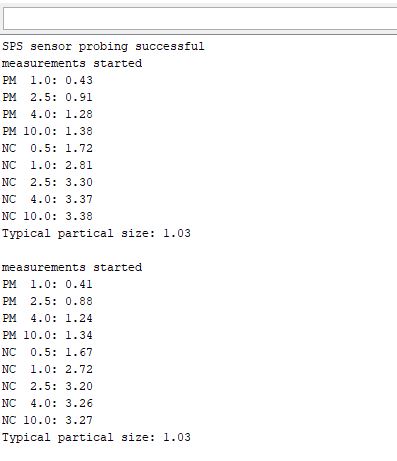 SPS sensor probing successful
measurements started
PM  1.0: 0.43
PM  2.5: 0.91
PM  4.0: 1.28
PM 10.0: 1.38
NC  0.5: 1.72
NC  1.0: 2.81
NC  2.5: 3.30
NC  4.0: 3.37
NC 10.0: 3.38
Typical partical size: 1.03

measurements started
PM  1.0: 0.41
PM  2.5: 0.88
PM  4.0: 1.24
PM 10.0: 1.34
NC  0.5: 1.67
NC  1.0: 2.72
NC  2.5: 3.20
NC  4.0: 3.26
NC 10.0: 3.27
Typical partical size: 1.03